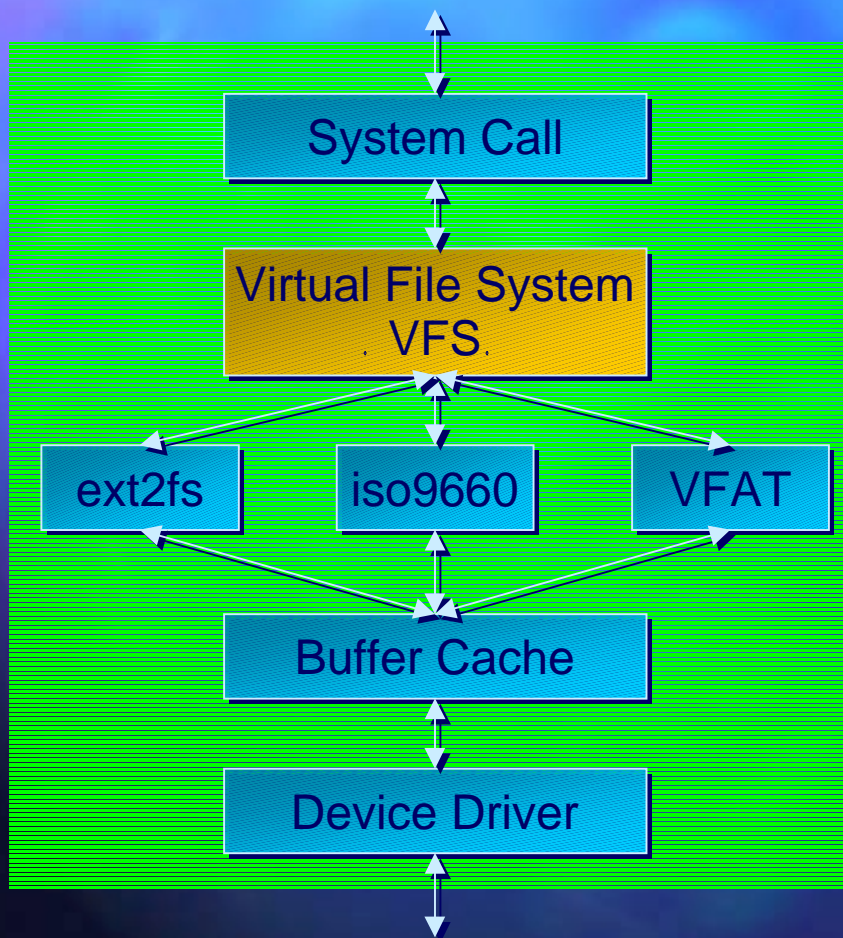 System Call
Virtual File System
. VFS.
ext2fs
iso9660
VFAT
Buffer Cache
Device Driver